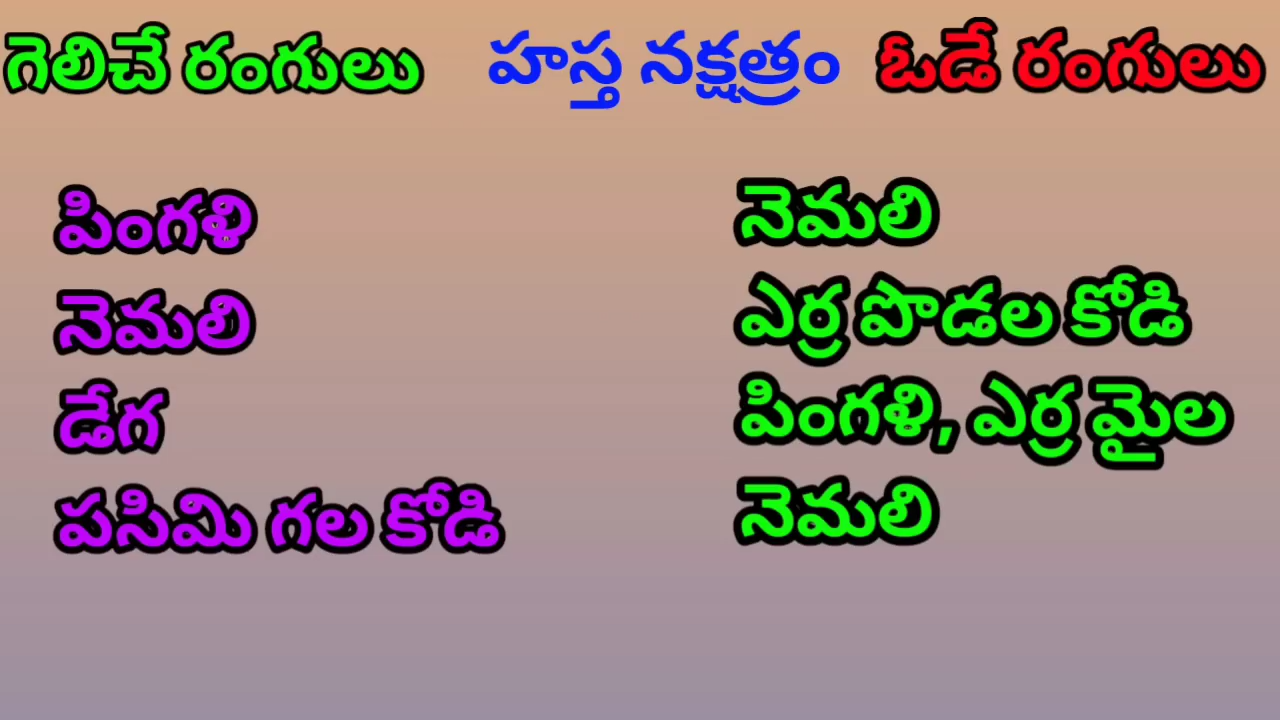 గెలిచే రంగులు హస్త నక్షత్రం ఓడే రంగులు
పింగళి నెమలి
నెమలి ఎర్ర పొడల కోడి
డేగ పింగళి, ఎర్ర మైల
పసిమి గల కోడి నెమలి